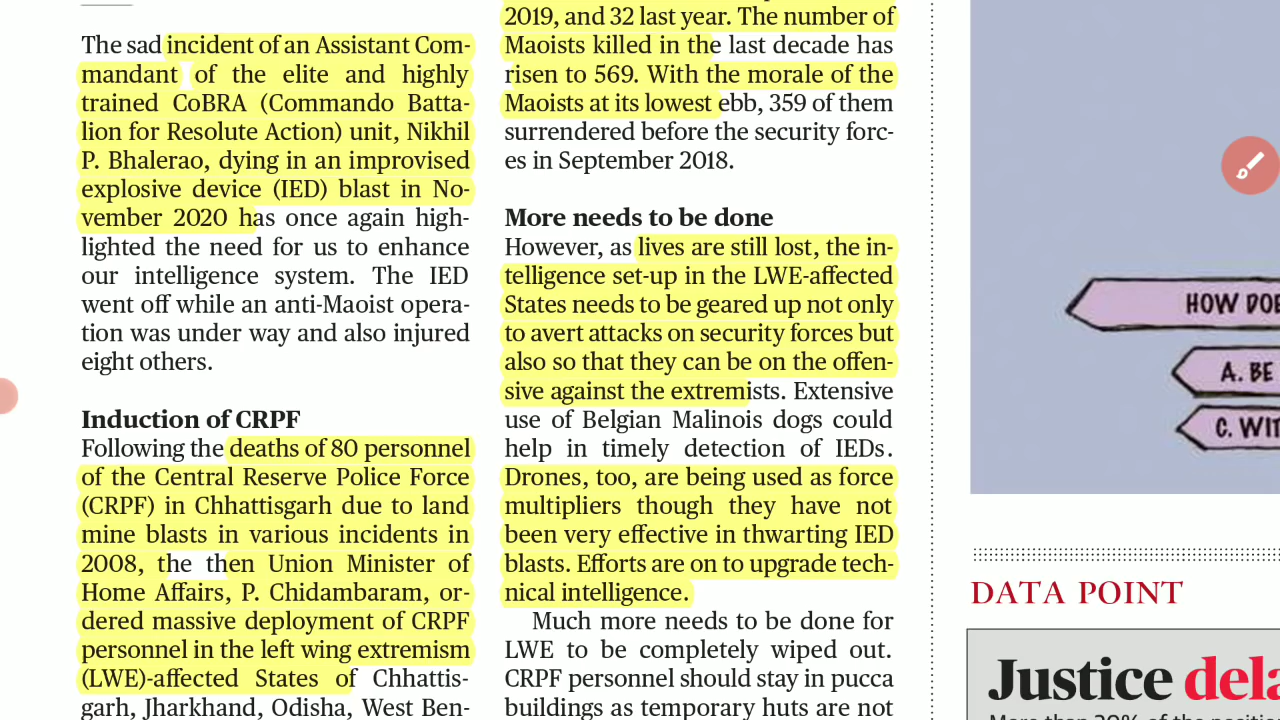 The sad incident of an Assistant Com-
mandant of the elite and highly
trained CoBRA (Commando Batta-
lion for Resolute Action) unit, Nikhil
P. Bhalerao, dying in an improvised
explosive device (IED) blast in No-
vember 2020 has once again high-
lighted the need for us to enhance
our intelligence system. The IED
went off while an anti-Maoist opera-
tion was under way and also injured
eight others.
Induction of CRPF
Following the deaths of 80 personnel
of the Central Reserve Police Force
(CRPF) in Chhattisgarh due to land
mine blasts in various incidents in
2008, the then Union Minister of
Home Affairs, P. Chidambaram, or-
dered massive deployment of CRPF
personnel in the left wing extremism
(LWE)-affected States of Chhattis-
garh, Jharkhand, Odisha, West Ben-
2019, and 32 last year. The number of
Maoists killed in the last decade has
risen to 569. With the morale of the
Maoists at its lowest ebb, 359 of them
surrendered before the security forc-
es in September 2018.
More needs to be done
However, as lives are still lost, the in-
telligence set-up in the LWE-affected
States needs to be geared up not only
to avert attacks on security forces but
also so that they can be on the offen-
sive against the extremists. Extensive
use of Belgian Malinois dogs could
help in timely detection of IEDs.
Drones, too, are being used as force
multipliers though they have not
been very effective in thwarting IED
blasts. Efforts are on to upgrade tech-
nical intelligence.
Much more needs to be done for
LWE to be completely wiped out.
CRPF personnel should stay in pucca
buildings as temporary huts are not
HOW DOE
A. BE
C. WIT
DATA POINT
Justice dela